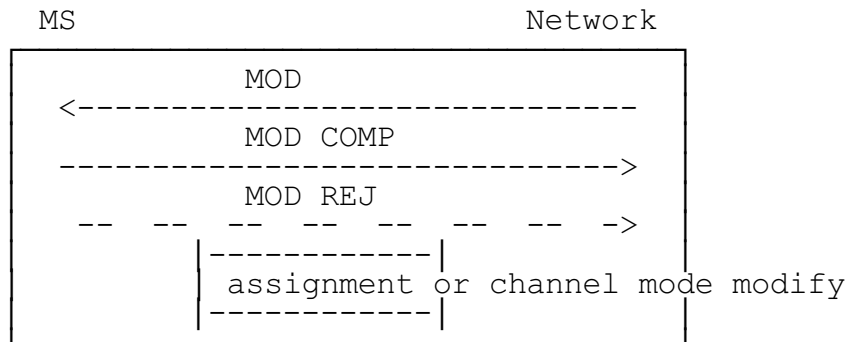 MS Network
MOD
<------------------------------
MOD COMP
------------------------------>
MOD REJ
-- -- -- -- -- -- -- ->
|------------|
| assignment or channel mode modify
|------------|